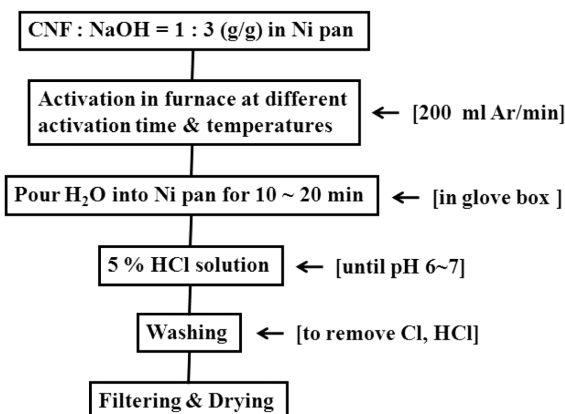 CNF : NaOH = 1 : 3 (g/g) in Ni pan
Activation in furnace at different
activation time & temperatures
← [200 ml Ar/min]
Pour H₂O into Ni pan for 10 ~ 20 min
← [in glove box ]
5 % HCl solution
← [until pH 6~7]
Washing
← [to remove Cl, HCl]
Filtering & Drying